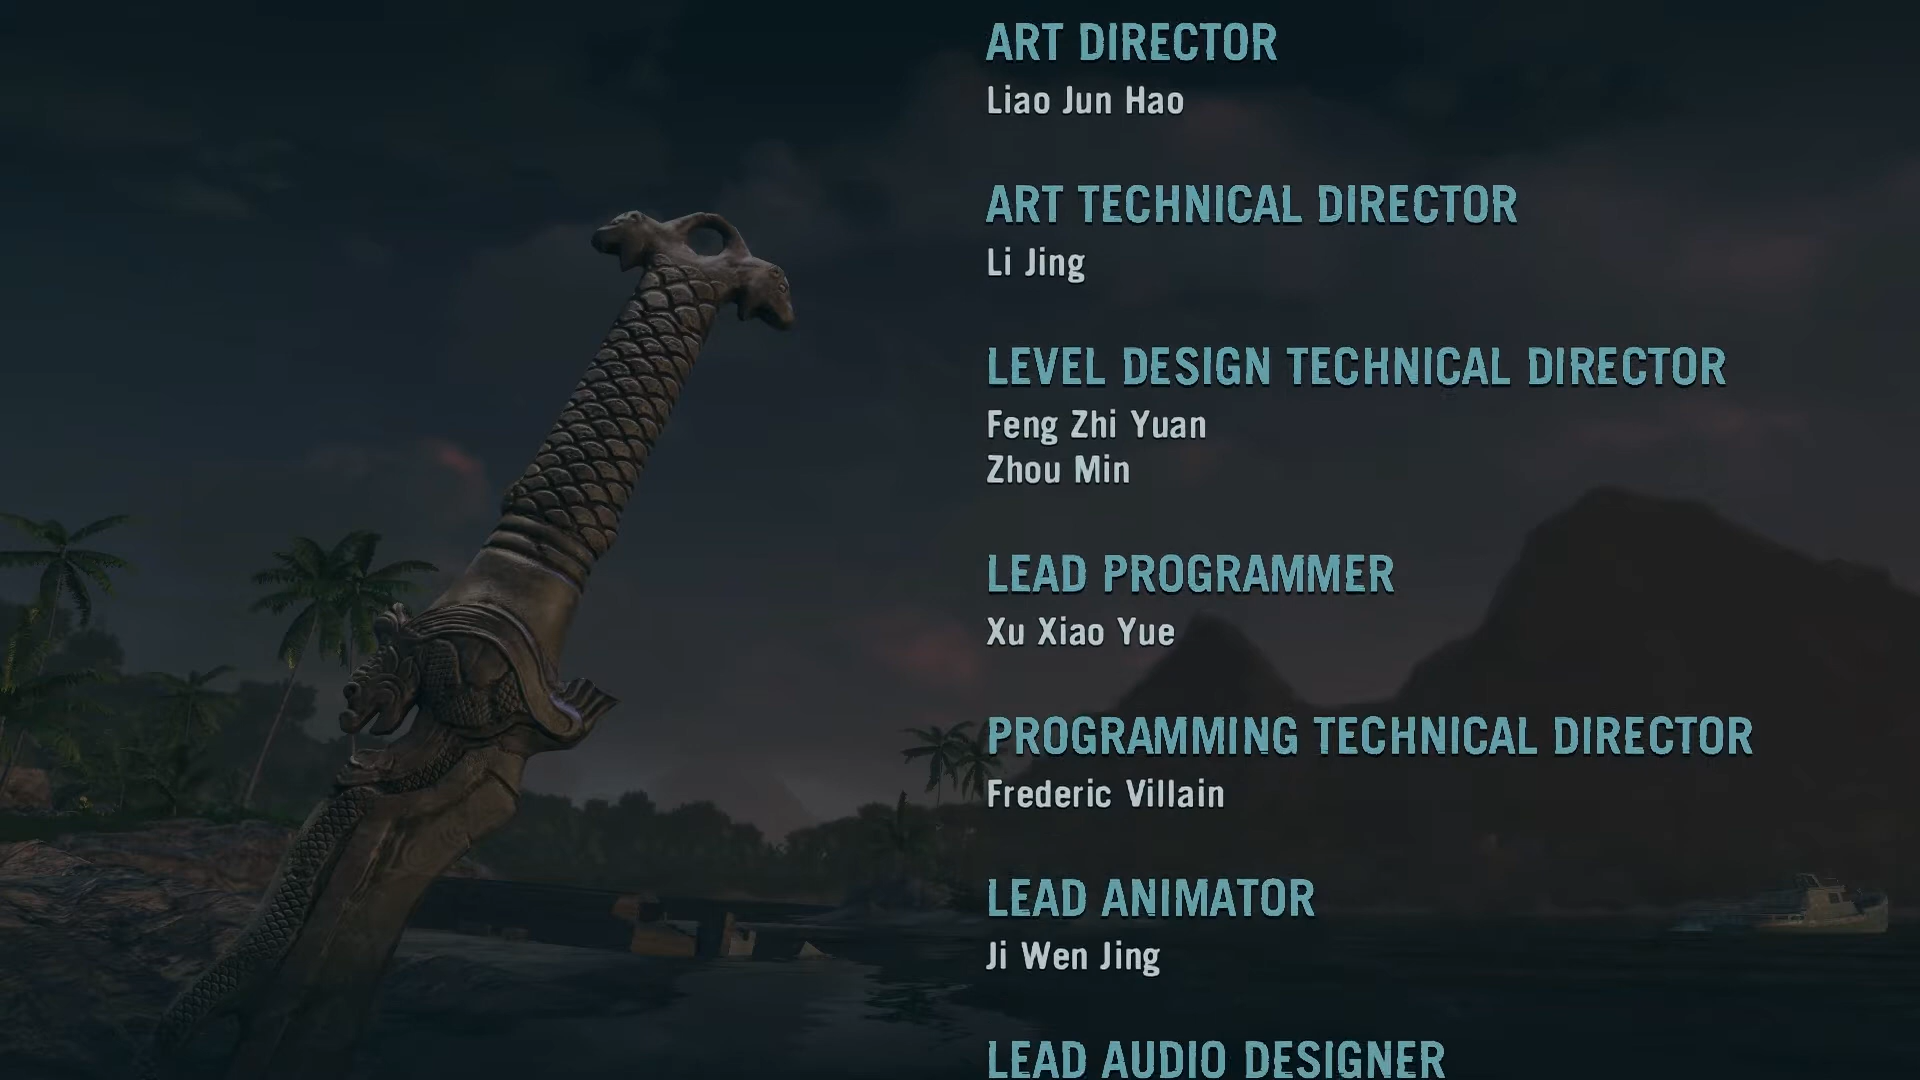 ART DIRECTOR
Liao Jun Hao
ART TECHNICAL DIRECTOR
Li Jing
LEVEL DESIGN TECHNICAL DIRECTOR
Feng Zhi Yuan
Zhou Min
LEAD PROGRAMMER
Xu Xiao Yue
PROGRAMMING TECHNICAL DIRECTOR
Frederic Villain
LEAD ANIMATOR
Ji Wen Jing
LEAD AUDIO DESIGNER